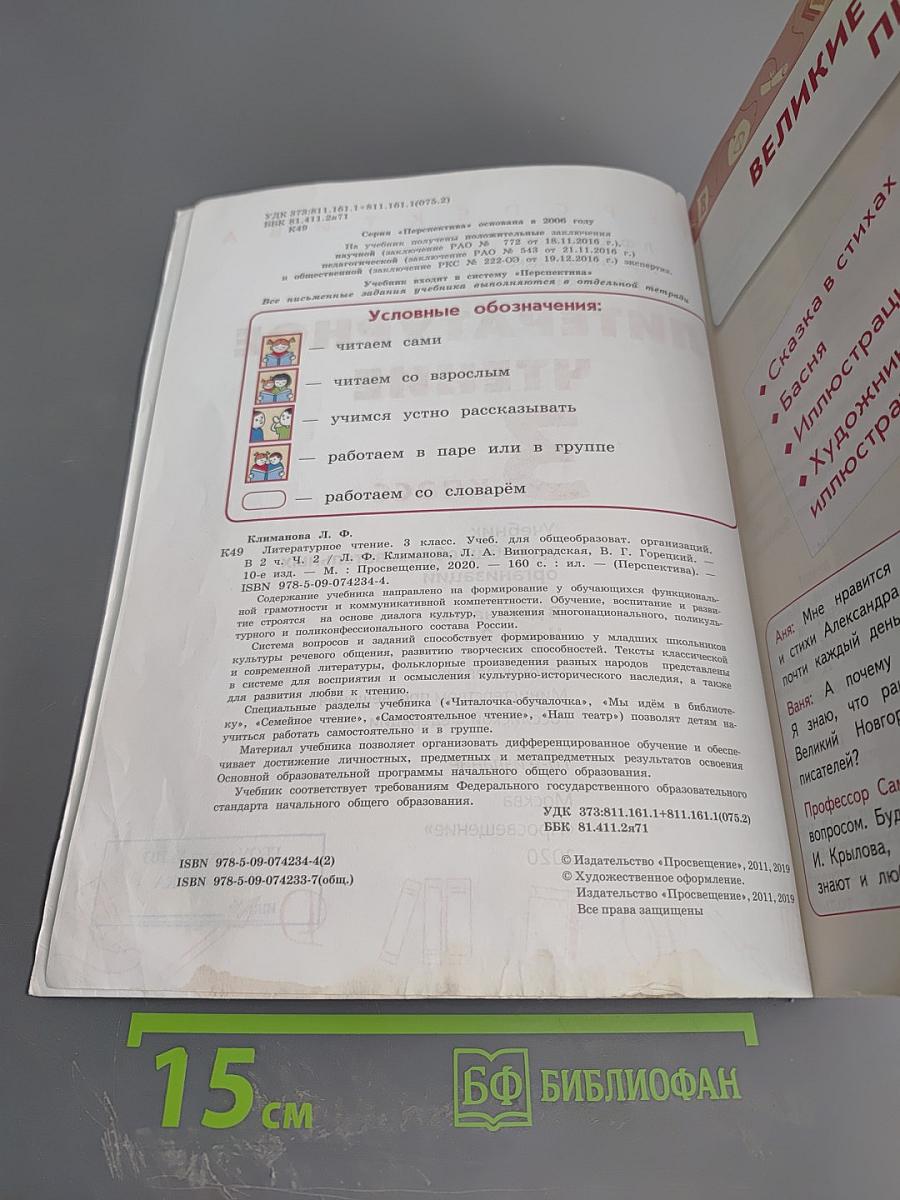 УДК 373:811.161.1+811.161.1(075.2)
ББК 81.411.2я71
К49
Серия «Перспектива» основана в 2006 году
На учебник получены положительные заключения
научной (заключение РАО № 772 от 18.11.2016 г.),
педагогической (заключение РАО № 543 от 21.11.2016 г.)
и общественной (заключение РКС № 222-ОЭ от 19.12.2016 г.) экспертиз.
Учебник входит в систему «Перспектива»
Все письменные задания учебника выполняются в отдельной тетради
Условные обозначения:
— читаем сами
— читаем со взрослым
— учимся устно рассказывать
— работаем в паре или в группе
— работаем со словарём
Климанова Л. Ф.
К49 Литературное чтение. 3 класс. Учеб. для общеобразоват. организаций.
В 2 ч. Ч. 2 / Л. Ф. Климанова, Л. А. Виноградская, В. Г. Горецкий. —
10-е изд. — М. : Просвещение, 2020. — 160 с. : ил. — (Перспектива). —
ISBN 978-5-09-074234-4.
Содержание учебника направлено на формирование у обучающихся функциональ-
ной грамотности и коммуникативной компетентности. Обучение, воспитание и разви-
тие строятся на основе диалога культур, уважения многонационального, поликуль-
турного и поликонфессионального состава России.
Система вопросов и заданий способствует формированию у младших школьников
культуры речевого общения, развитию творческих способностей. Тексты классической
и современной литературы, фольклорные произведения разных народов представлены
в системе для восприятия и осмысления культурно-исторического наследия, а также
для развития любви к чтению.
Специальные разделы учебника («Читалочка-обучалочка», «Мы идём в библиоте-
ку», «Семейное чтение», «Самостоятельное чтение», «Наш театр») позволят детям на-
учиться работать самостоятельно и в группе.
Материал учебника позволяет организовать дифференцированное обучение и обеспе-
чивает достижение личностных, предметных и метапредметных результатов освоения
Основной образовательной программы начального общего образования.
Учебник соответствует требованиям Федерального государственного образовательного
стандарта начального общего образования.
УДК 373:811.161.1+811.161.1(075.2)
ББК 81.411.2я71
ISBN 978-5-09-074234-4(2)
ISBN 978-5-09-074233-7(общ.)
© Издательство «Просвещение», 2011, 2019
© Художественное оформление.
Издательство «Просвещение», 2011, 2019
Все права защищены
ВЕЛИКИЕ
• Сказка в стихах
• Басня
• Иллюстрац
• Художни
иллюстра
Аня: Мне нравится
и стихи Александра
почти каждый день
Ваня: А почему
Я знаю, что ра
Великий Новгор
писателей?
Профессор Сам
вопросом. Буд
И. Крылова,
знают и лю
15 см
БФ БИБЛИОФАН